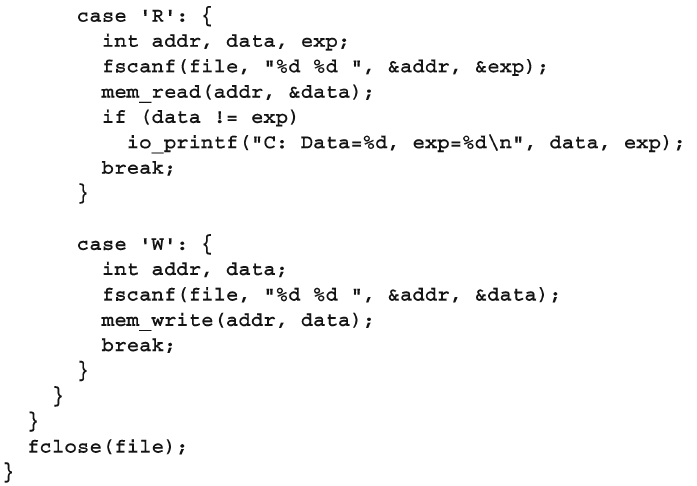 case 'R': {
        int addr, data, exp;
        fscanf(file, "%d %d ", &addr, &exp);
        mem_read(addr, &data);
        if (data != exp)
          io_printf("C: Data=%d, exp=%d\n", data, exp);
        break;
      }

      case 'W': {
        int addr, data;
        fscanf(file, "%d %d ", &addr, &data);
        mem_write(addr, data);
        break;
      }
    }
  }
  fclose(file);
}